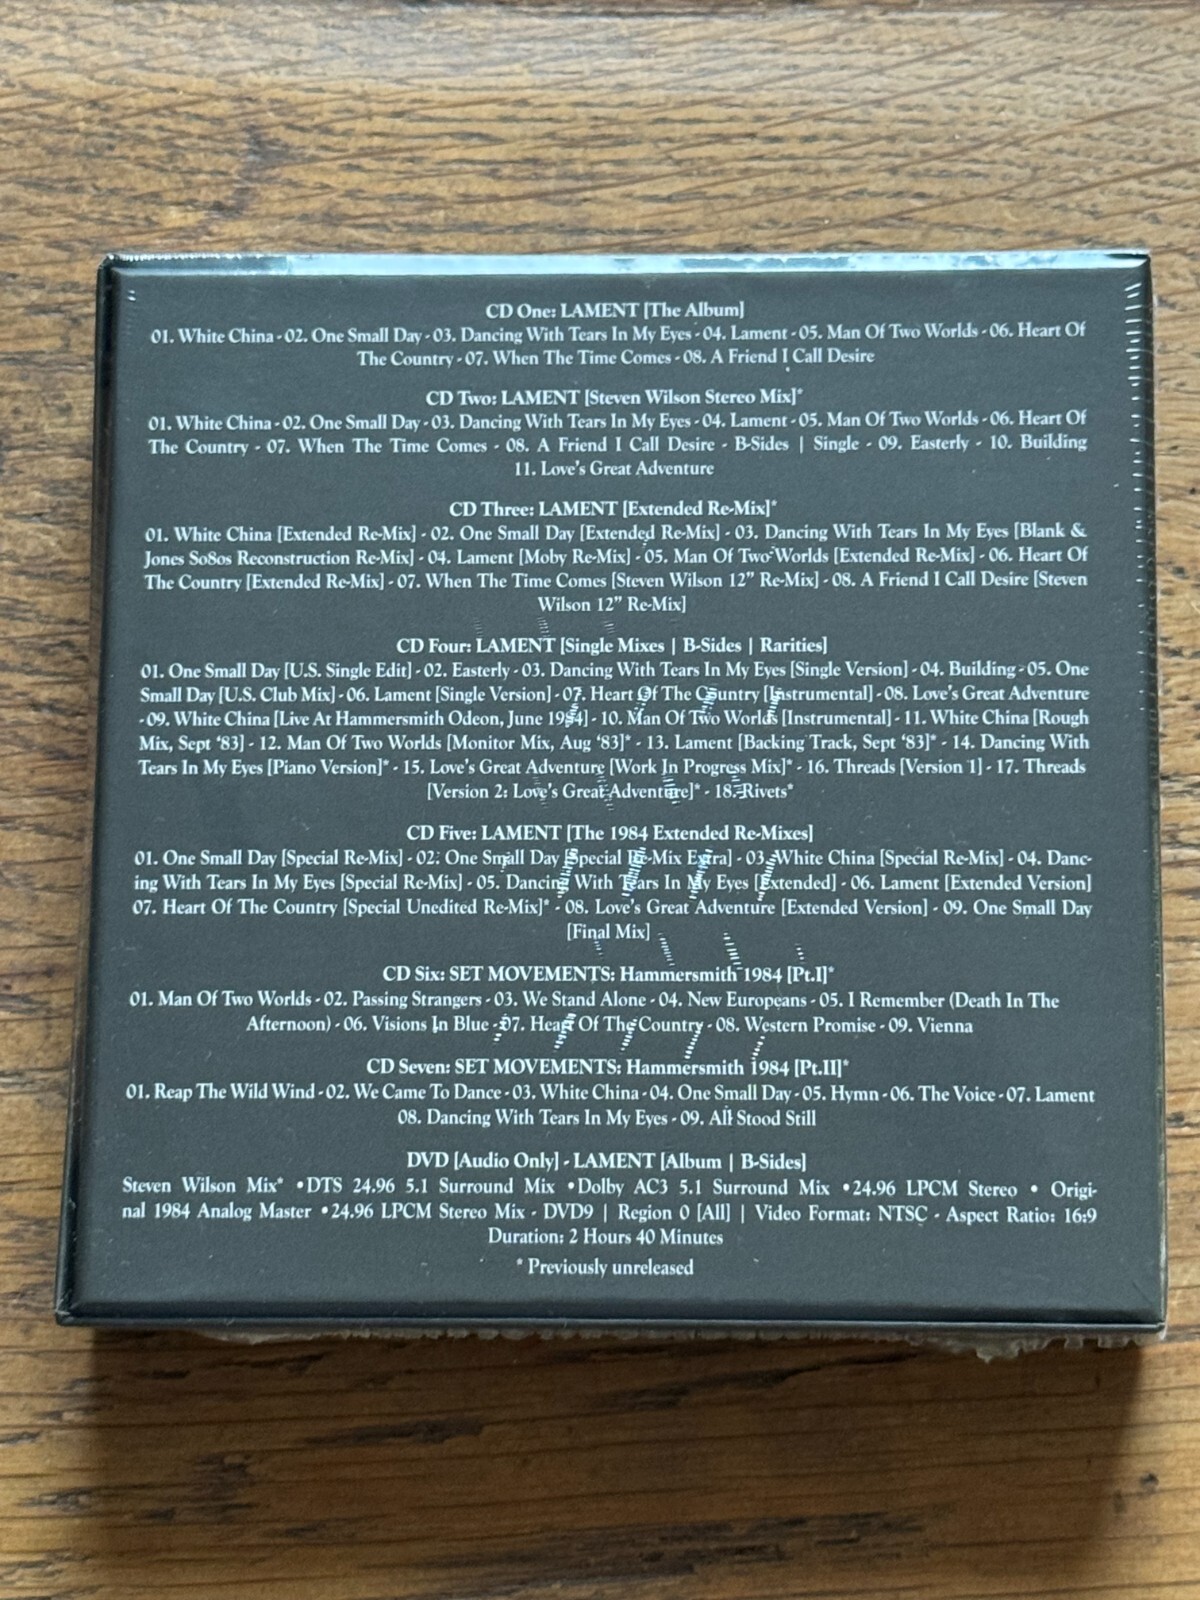 CD One: LAMENT [The Album]
01. White China - 02. One Small Day - 03. Dancing With Tears In My Eyes - 04. Lament - 05. Man Of Two Worlds - 06. Heart Of
The Country - 07. When The Time Comes - 08. A Friend I Call Desire
CD Two: LAMENT [Steven Wilson Stereo Mix]*
01. White China - 02. One Small Day - 03. Dancing With Tears In My Eyes - 04. Lament - 05. Man Of Two Worlds - 06. Heart Of
The Country - 07. When The Time Comes - 08. A Friend I Call Desire - B-Sides | Single - 09. Easterly - 10. Building
11. Love's Great Adventure
CD Three: LAMENT [Extended Re-Mix]*
01. White China [Extended Re-Mix] - 02. One Small Day [Extended Re-Mix] - 03. Dancing With Tears In My Eyes [Blank &
Jones So8os Reconstruction Re-Mix] - 04. Lament [Moby Re-Mix] - 05. Man Of Two Worlds [Extended Re-Mix] - 06. Heart Of
The Country [Extended Re-Mix] - 07. When The Time Comes [Steven Wilson 12” Re-Mix] - 08. A Friend I Call Desire [Steven
Wilson 12” Re-Mix]
CD Four: LAMENT [Single Mixes | B-Sides | Rarities]
01. One Small Day [U.S. Single Edit] - 02. Easterly - 03. Dancing With Tears In My Eyes [Single Version] - 04. Building - 05. One
Small Day [U.S. Club Mix] - 06. Lament [Single Version] - 07. Heart Of The Country [Instrumental] - 08. Love's Great Adventure
- 09. White China [Live At Hammersmith Odeon, June 1984] - 10. Man Of Two Worlds [Instrumental] - 11. White China [Rough
Mix, Sept ‘83] - 12. Man Of Two Worlds [Monitor Mix, Aug ‘83]* - 13. Lament [Backing Track, Sept ‘83]* - 14. Dancing With
Tears In My Eyes [Piano Version]* - 15. Love's Great Adventure [Work In Progress Mix]* - 16. Threads [Version 1] - 17. Threads
[Version 2: Love's Great Adventure]* - 18. Rivets*
CD Five: LAMENT [The 1984 Extended Re-Mixes]
01. One Small Day [Special Re-Mix] - 02. One Small Day [Special Re-Mix Extra] - 03. White China [Special Re-Mix] - 04. Danc-
ing With Tears In My Eyes [Special Re-Mix] - 05. Dancing With Tears In My Eyes [Extended] - 06. Lament [Extended Version]
07. Heart Of The Country [Special Unedited Re-Mix]* - 08. Love's Great Adventure [Extended Version] - 09. One Small Day
[Final Mix]
CD Six: SET MOVEMENTS: Hammersmith 1984 [Pt.I]*
01. Man Of Two Worlds - 02. Passing Strangers - 03. We Stand Alone - 04. New Europeans - 05. I Remember (Death In The
Afternoon) - 06. Visions In Blue - 07. Heart Of The Country - 08. Western Promise - 09. Vienna
CD Seven: SET MOVEMENTS: Hammersmith 1984 [Pt.II]*
01. Reap The Wild Wind - 02. We Came To Dance - 03. White China - 04. One Small Day - 05. Hymn - 06. The Voice - 07. Lament
08. Dancing With Tears In My Eyes - 09. All Stood Still
DVD [Audio Only] - LAMENT [Album | B-Sides]
Steven Wilson Mix* •DTS 24.96 5.1 Surround Mix •Dolby AC3 5.1 Surround Mix •24.96 LPCM Stereo • Origi-
nal 1984 Analog Master •24.96 LPCM Stereo Mix - DVD9 | Region 0 [All] | Video Format: NTSC - Aspect Ratio: 16:9
Duration: 2 Hours 40 Minutes
* Previously unreleased